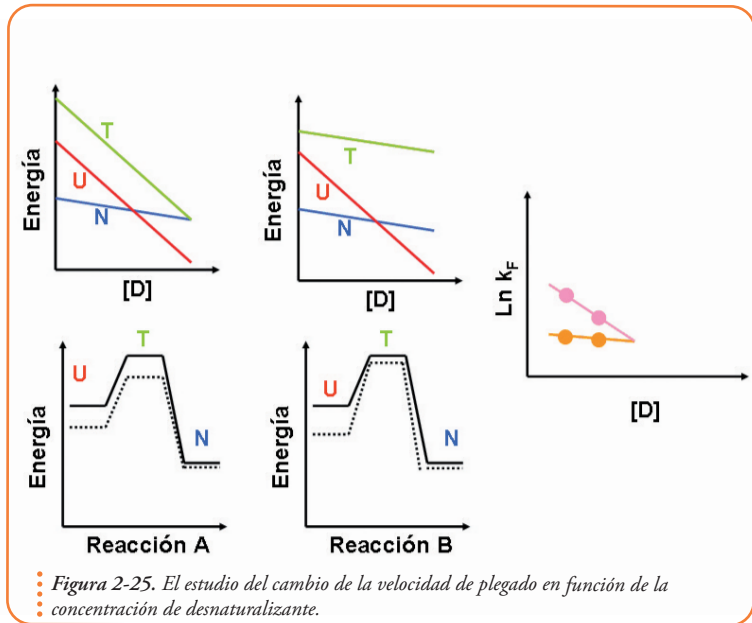 Energía
T
U
N
[D]
Energía
T
U
N
[D]
Ln kF
[D]
Energía
U
T
N
Reacción A
Energía
U
T
N
Reacción B
Figura 2-25. El estudio del cambio de la velocidad de plegado en función de la
concentración de desnaturalizante.